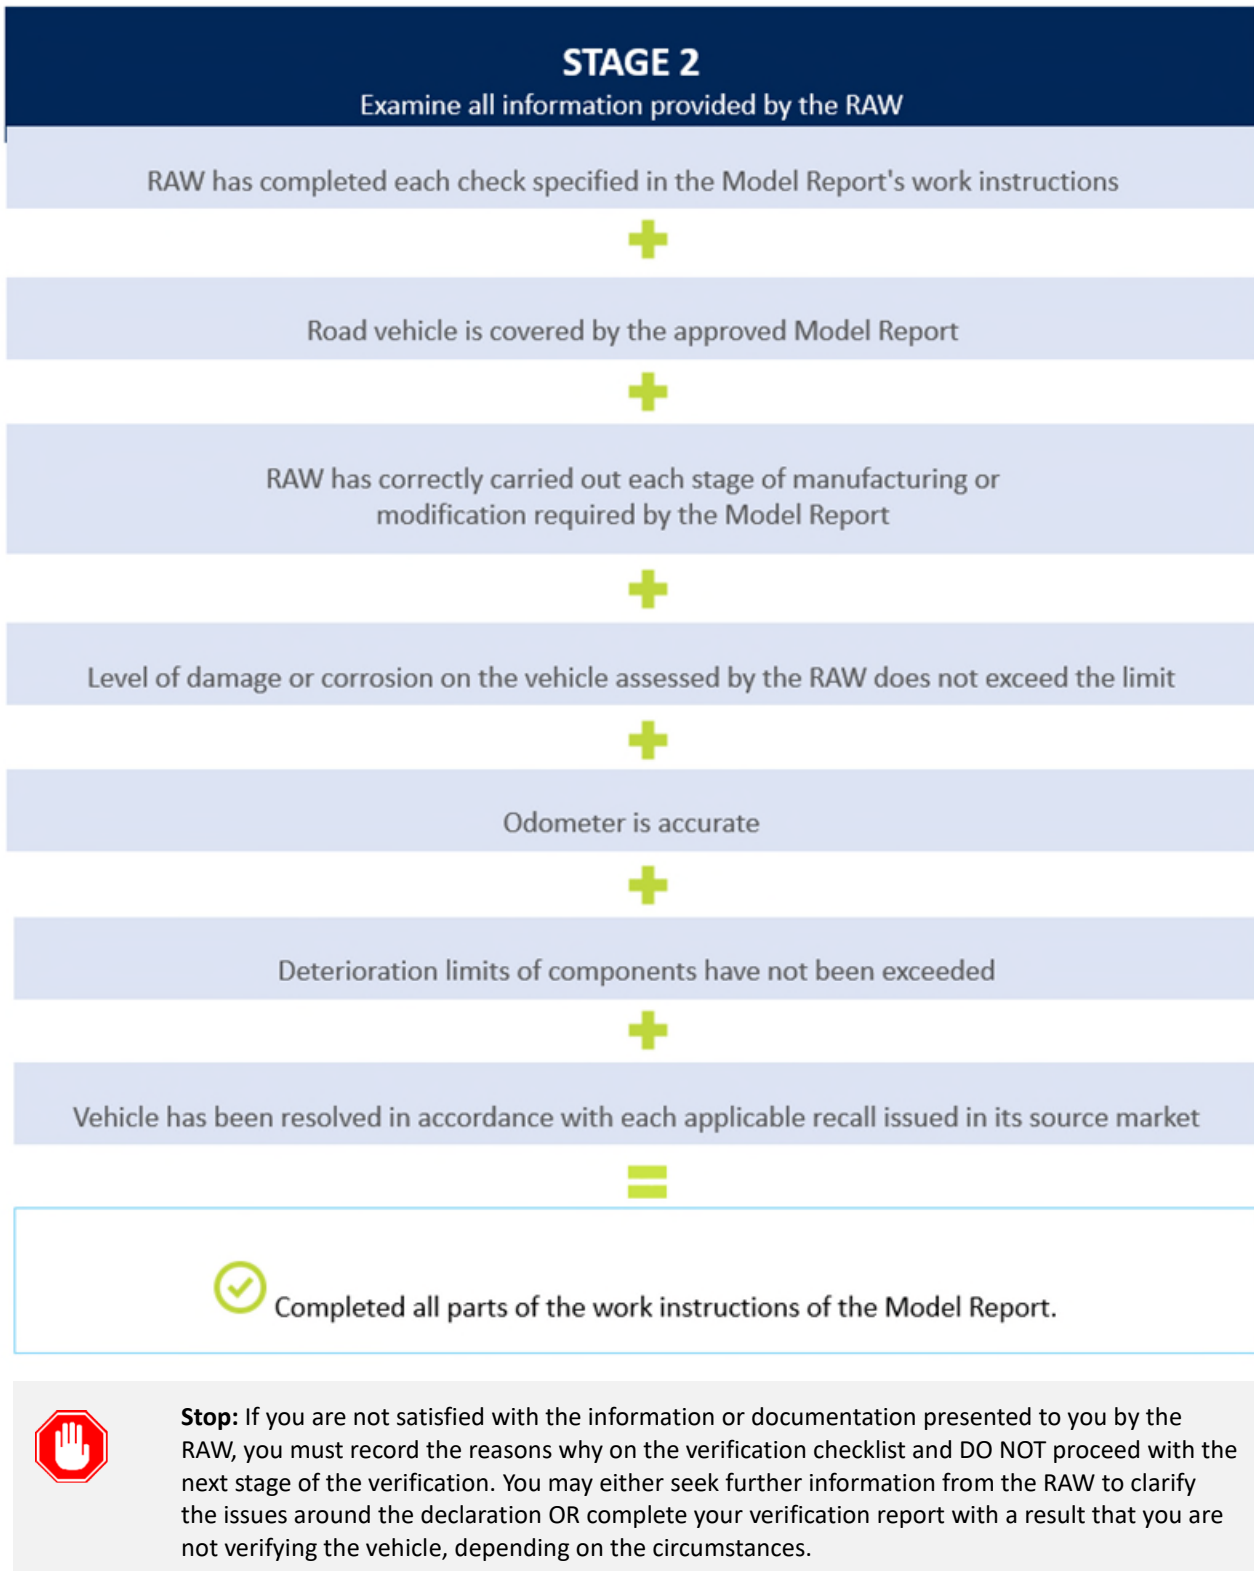 STAGE 2
Examine all information provided by the RAW
RAW has completed each check specified in the Model Report's work instructions
Road vehicle is covered by the approved Model Report
RAW has correctly carried out each stage of manufacturing or
modification required by the Model Report
Level of damage or corrosion on the vehicle assessed by the RAW does not exceed the limit
Odometer is accurate
Deterioration limits of components have not been exceeded
Vehicle has been resolved in accordance with each applicable recall issued in its source market
Completed all parts of the work instructions of the Model Report.
Stop: If you are not satisfied with the information or documentation presented to you by the
RAW, you must record the reasons why on the verification checklist and DO NOT proceed with the
next stage of the verification. You may either seek further information from the RAW to clarify
the issues around the declaration OR complete your verification report with a result that you are
not verifying the vehicle, depending on the circumstances.